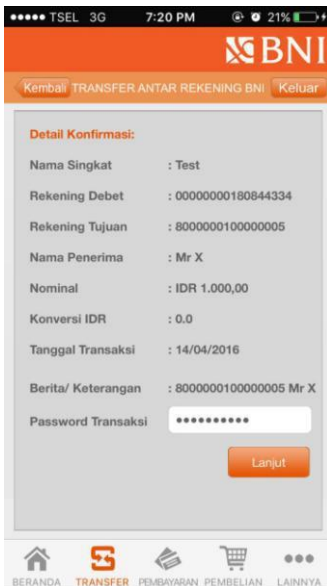 TSEL 3G 7:20 PM 21%
BNI
Kembali TRANSFER ANTAR REKENING BNI Keluar
Detail Konfirmasi:
Nama Singkat : Test
Rekening Debet : 00000000180844334
Rekening Tujuan : 8000000100000005
Nama Penerima : Mr X
Nominal : IDR 1.000,00
Konversi IDR : 0.0
Tanggal Transaksi : 14/04/2016
Berita/ Keterangan : 8000000100000005 Mr X
Password Transaksi ••••••••••
Lanjut
BERANDA TRANSFER PEMBAYARAN PEMBELIAN LAINNYA